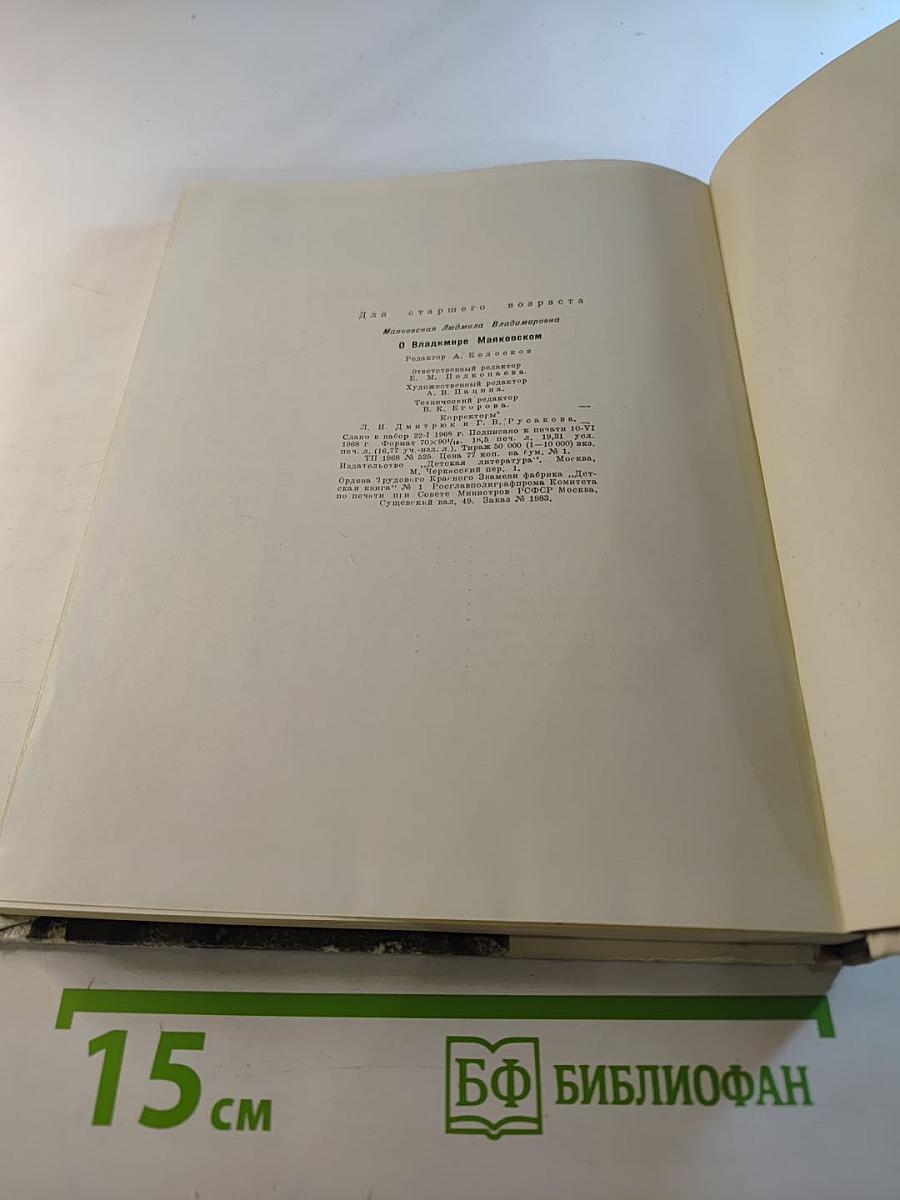 Для старшего возраста
Маяковская Людмила Владимировна
О Владимире Маяковском
Редактор А. Колосков
Ответственный редактор
Е. М. Подкопаева.
Художественный редактор
А. В. Пацина.
Технический редактор
В. К. Егорова.
Корректоры
Л. И. Дмитрюк и Г. В. Русакова.
Сдано в набор 22-I 1968 г. Подписано к печати 10-VI
1968 г. Формат 70×90¹/₁₆. 16,5 печ. л. 19,31 усл.
печ. л. (16,77 уч.-изд. л.). Тираж 50 000 (1—10 000) экз.
ТП 1968 № 525. Цена 77 коп. на бум. № 1.
Издательство „Детская литература". Москва,
М. Черкасский пер. 1.
Ордена Трудового Красного Знамени фабрика „Дет-
ская книга" № 1 Росглавполиграфпрома Комитета
по печати при Совете Министров РСФСР Москва,
Сущевский вал, 49. Заказ № 1983.
15 см
БФ БИБЛИОФАН